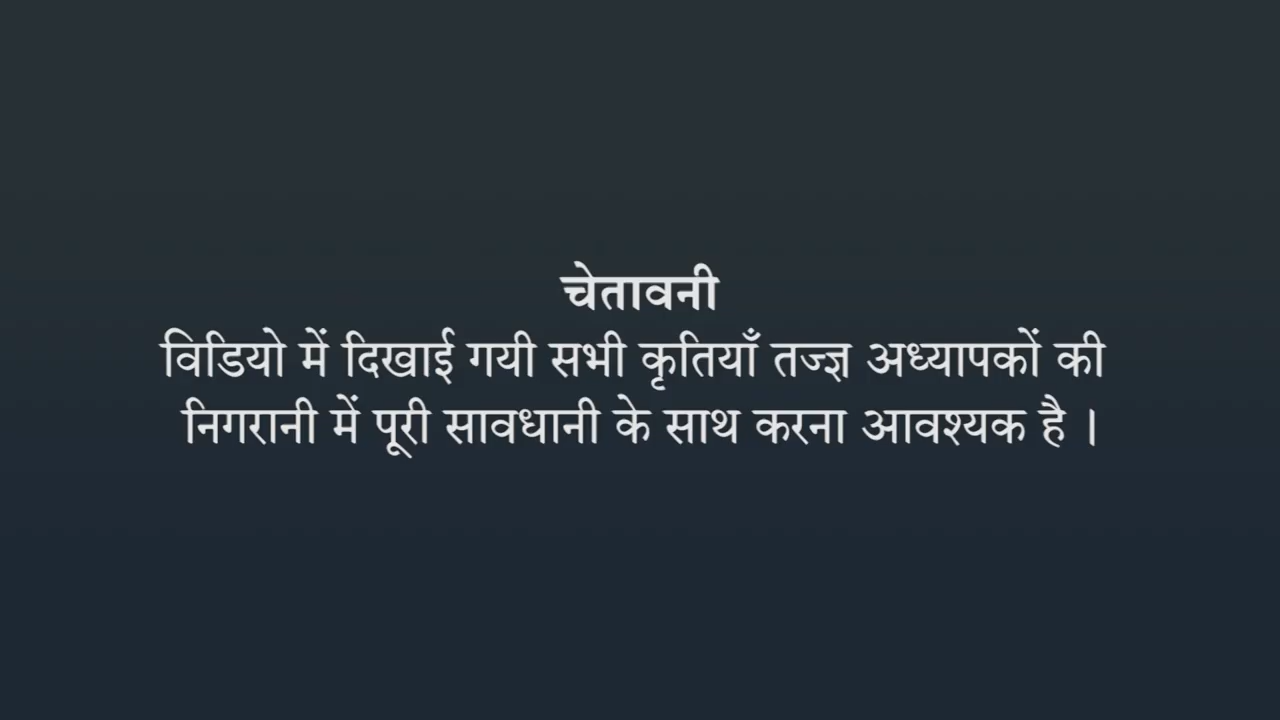 चेतावनी
विडियो में दिखाई गयी सभी कृतियाँ तज्ज्ञ अध्यापकों की
निगरानी में पूरी सावधानी के साथ करना आवश्यक है ।